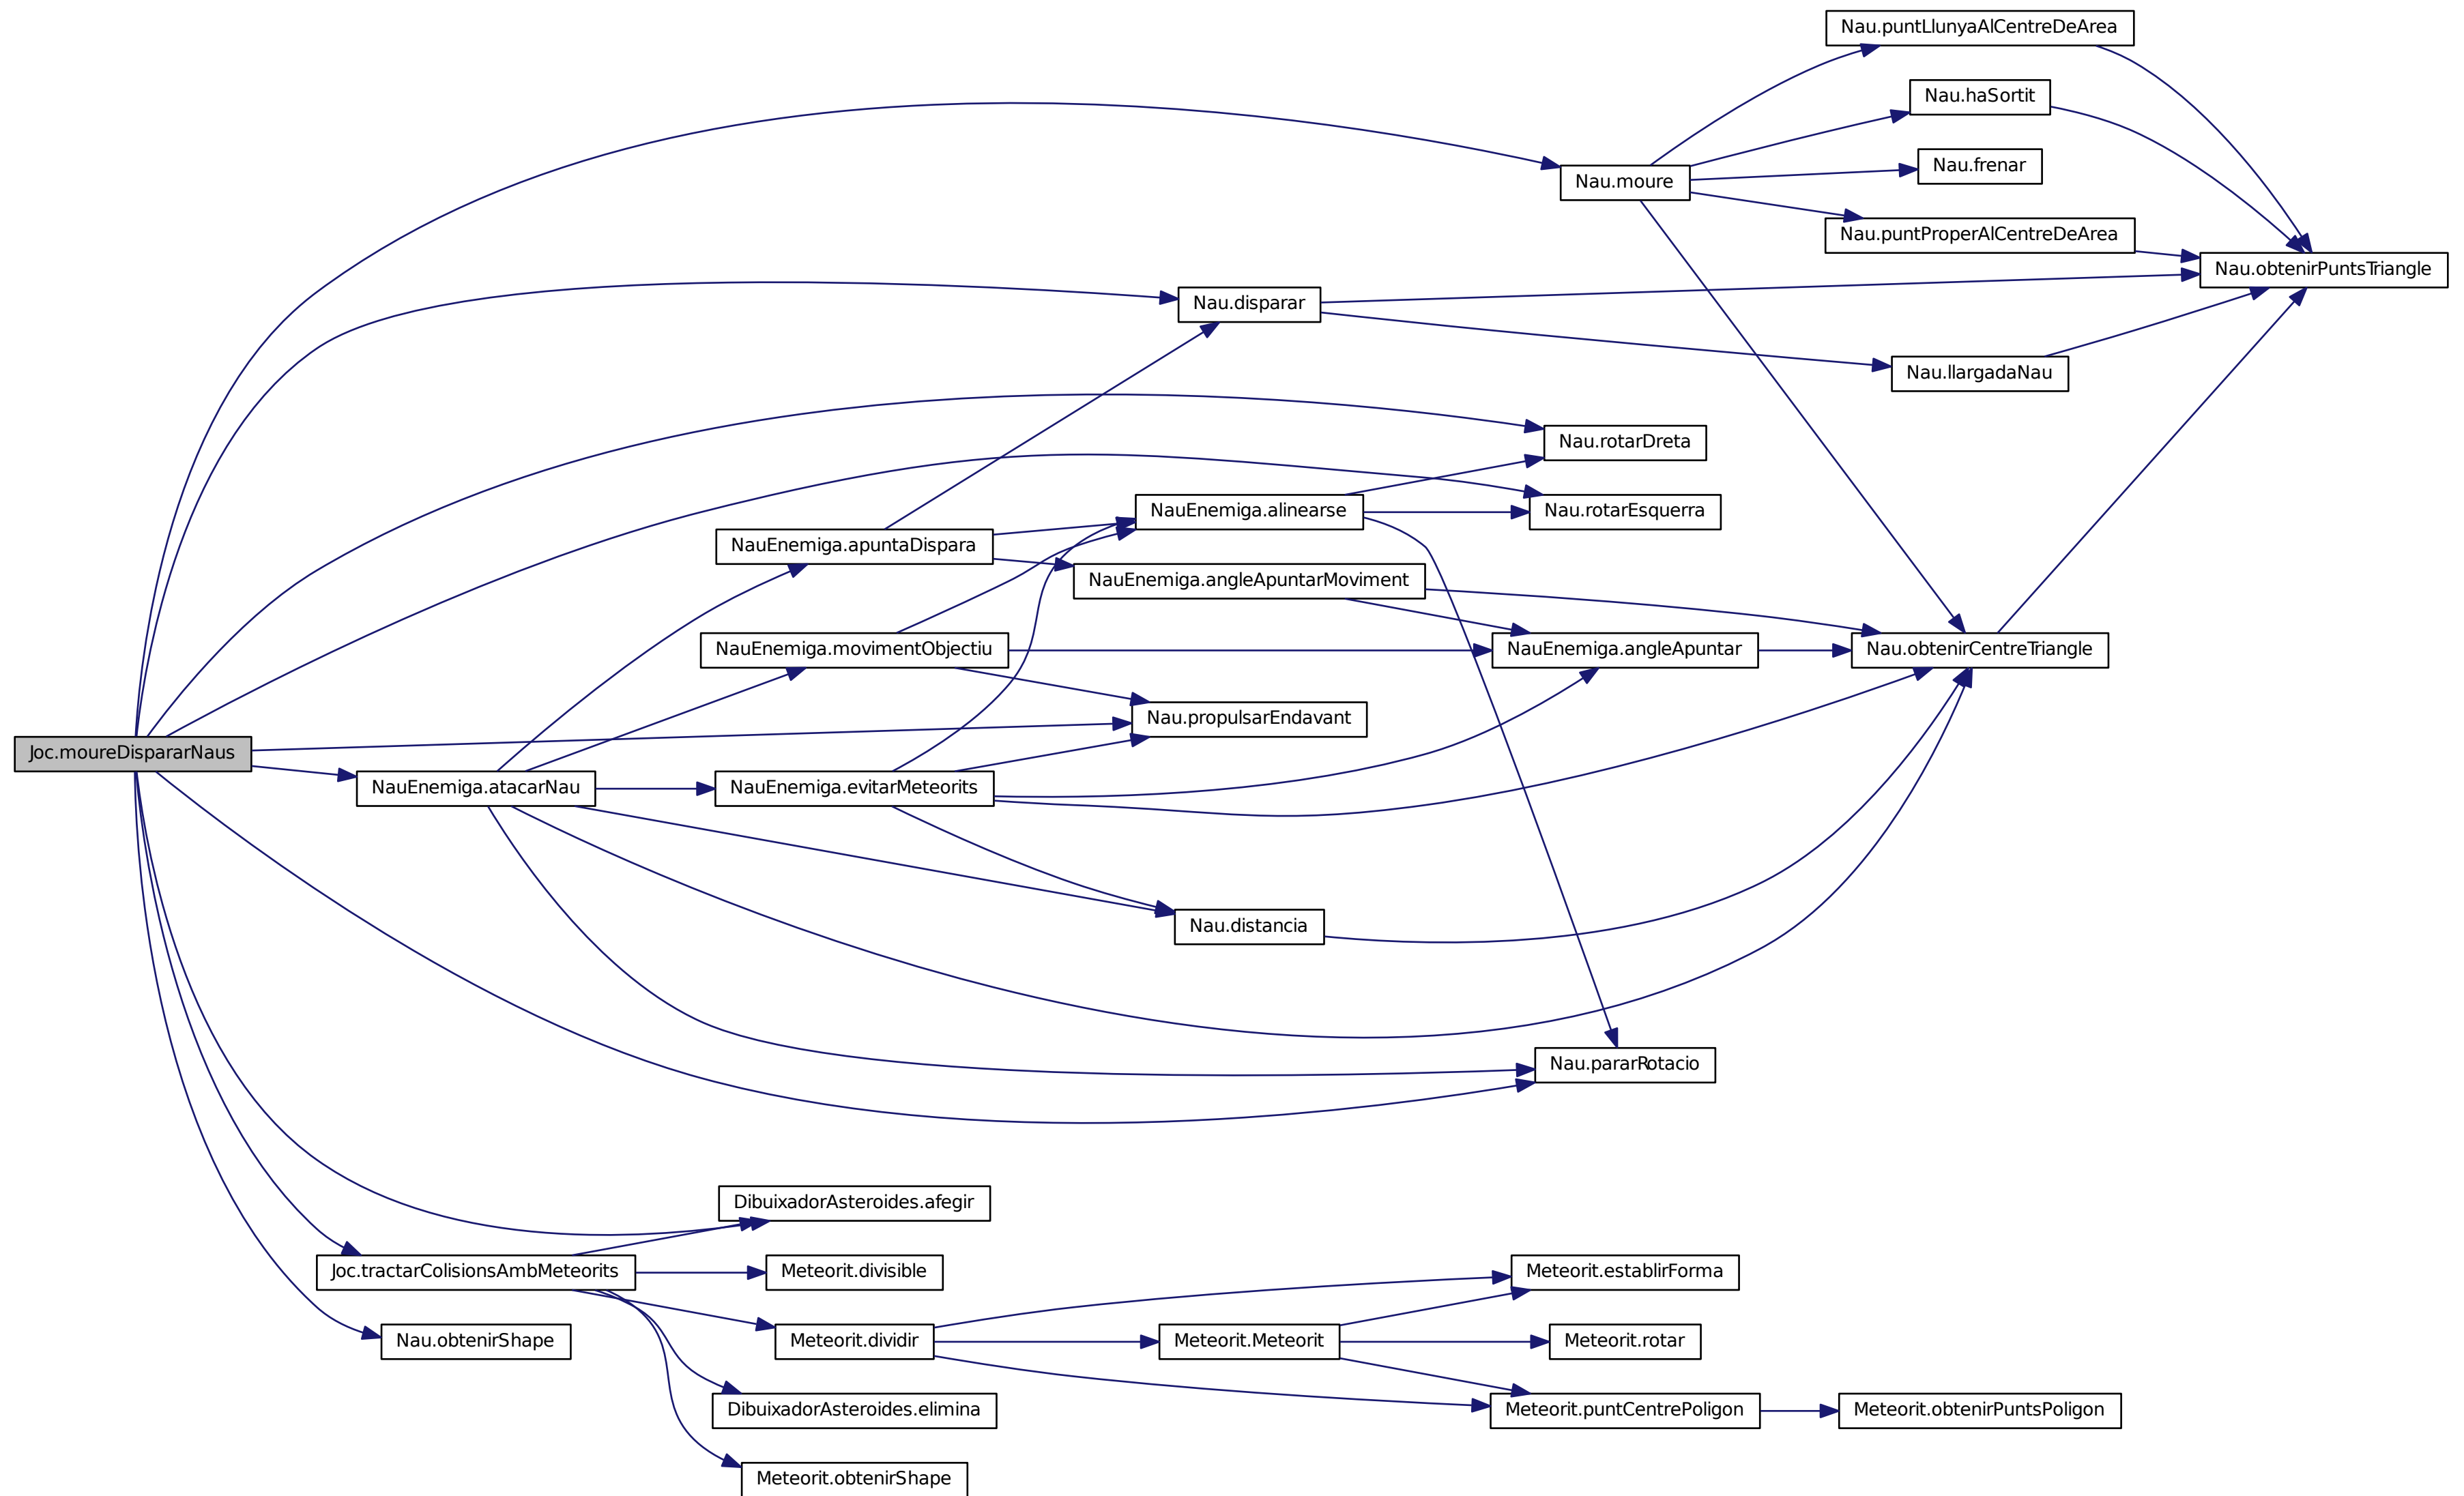 Nau.puntLlunyaAlCentreDeArea
Nau.haSortit
Nau.frenar
Nau.moure
Nau.puntProperAlCentreDeArea
Nau.obtenirPuntsTriangle
Nau.disparar
Nau.llargadaNau
Nau.rotarDreta
NauEnemiga.alinearse
Nau.rotarEsquerra
NauEnemiga.apuntaDispara
NauEnemiga.angleApuntarMoviment
NauEnemiga.movimentObjectiu
NauEnemiga.angleApuntar
Nau.obtenirCentreTriangle
Nau.propulsarEndavant
Joc.moureDispararNaus
NauEnemiga.atacarNau
NauEnemiga.evitarMeteorits
Nau.distancia
Nau.pararRotacio
DibuixadorAsteroides.afegir
Joc.tractarColisionsAmbMeteorits
Meteorit.divisible
Meteorit.establirForma
Nau.obtenirShape
Meteorit.dividir
Meteorit.Meteorit
Meteorit.rotar
DibuixadorAsteroides.elimina
Meteorit.puntCentrePoligon
Meteorit.obtenirPuntsPoligon
Meteorit.obtenirShape